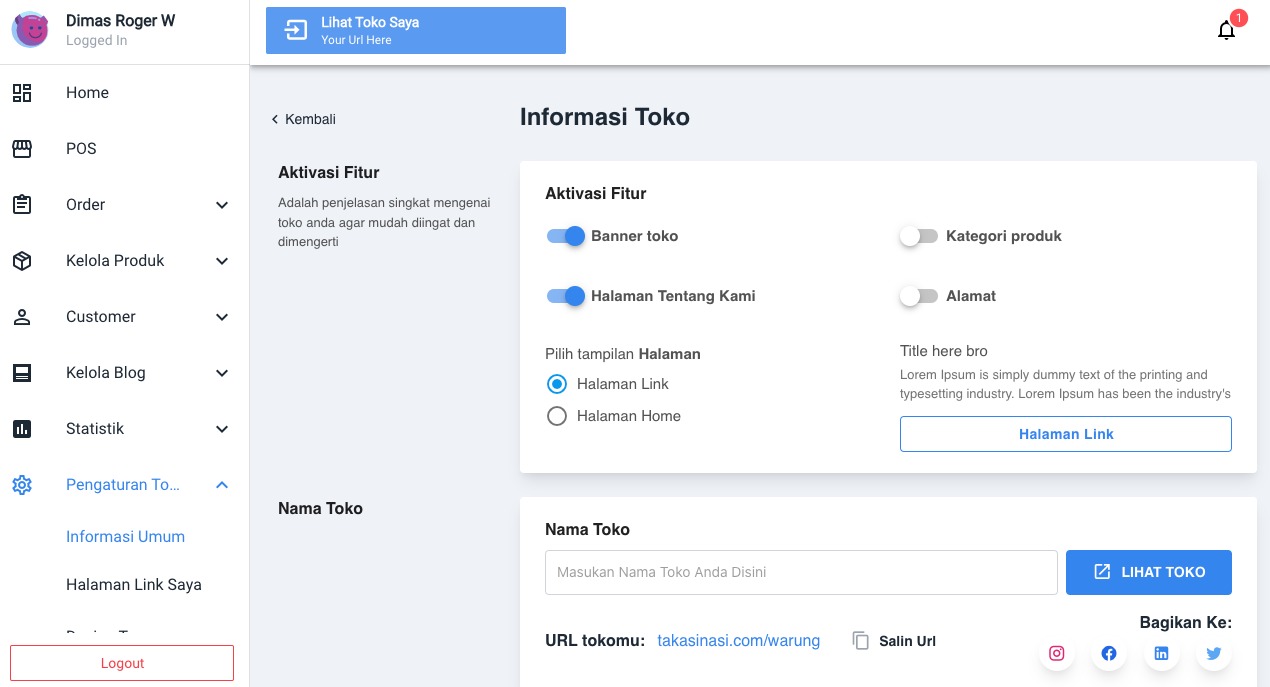 Dimas Roger W
Logged In
Home
POS
Order
Kelola Produk
Customer
Kelola Blog
Statistik
Pengaturan To...
Informasi Umum
Halaman Link Saya
Logout
Lihat Toko Saya
Your Url Here
1
Kembali
Informasi Toko
Aktivasi Fitur
Adalah penjelasan singkat mengenai
toko anda agar mudah diingat dan
dimengerti
Aktivasi Fitur
Banner toko
Kategori produk
Halaman Tentang Kami
Alamat
Pilih tampilan Halaman
Halaman Link
Halaman Home
Title here bro
Lorem Ipsum is simply dummy text of the printing and
typesetting industry. Lorem Ipsum has been the industry's
Halaman Link
Nama Toko
Nama Toko
Masukan Nama Toko Anda Disini
LIHAT TOKO
URL tokomu: takasinasi.com/warung
Salin Url
Bagikan Ke: